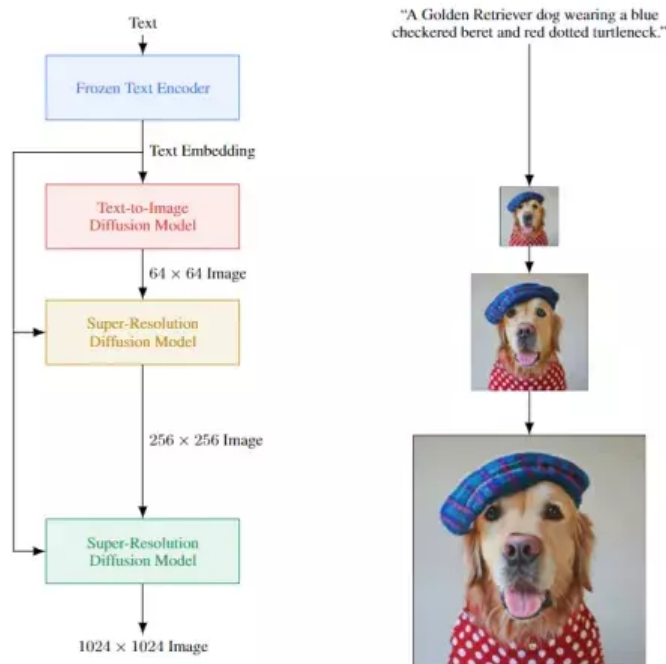 Text
Frozen Text Encoder
Text Embedding
Text-to-Image
Diffusion Model
64 × 64 Image
Super-Resolution
Diffusion Model
256 × 256 Image
Super-Resolution
Diffusion Model
1024 × 1024 Image
“A Golden Retriever dog wearing a blue
checkered beret and red dotted turtleneck.”